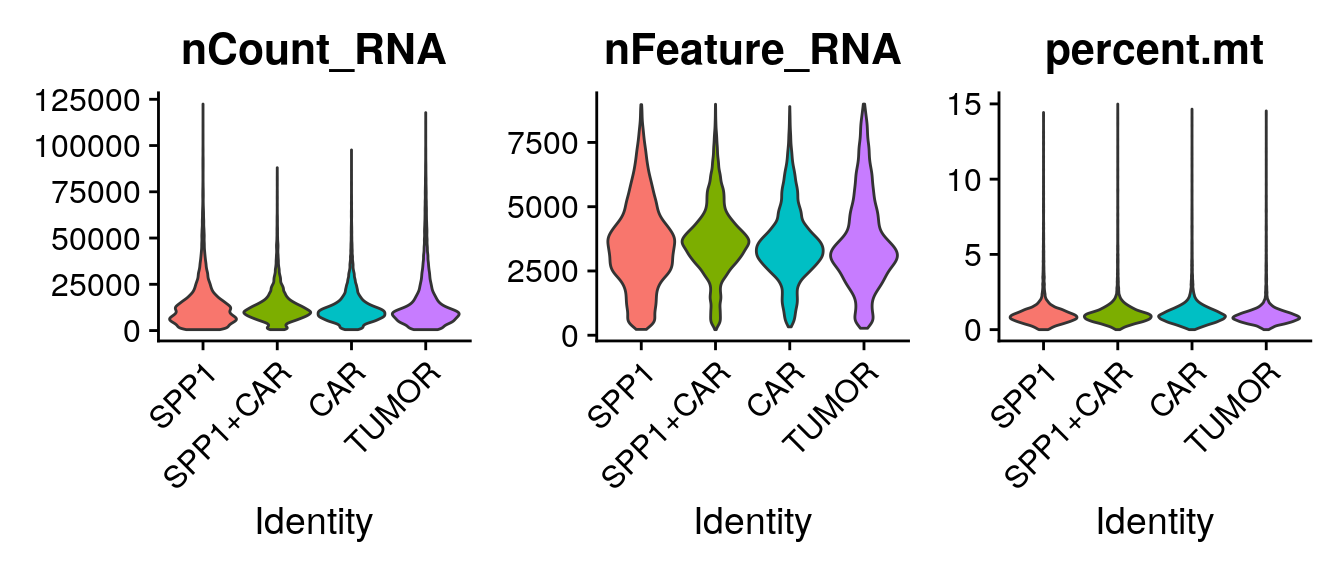 nCount_RNA
125000
100000
75000
50000
25000
0
SPP1
SPP1+CAR
CAR
TUMOR
Identity
nFeature_RNA
7500
5000
2500
0
SPP1
SPP1+CAR
CAR
TUMOR
Identity
percent.mt
15
10
5
0
SPP1
SPP1+CAR
CAR
TUMOR
Identity